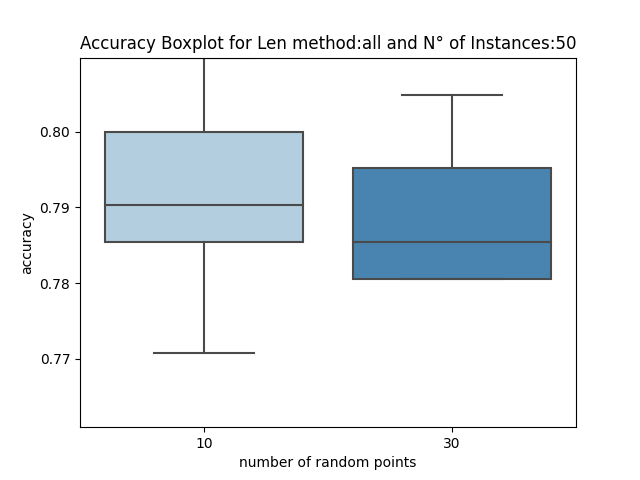 Accuracy Boxplot for Len method:all and N° of Instances:50
0.80
0.79
0.78
0.77
accuracy
10 30
number of random points